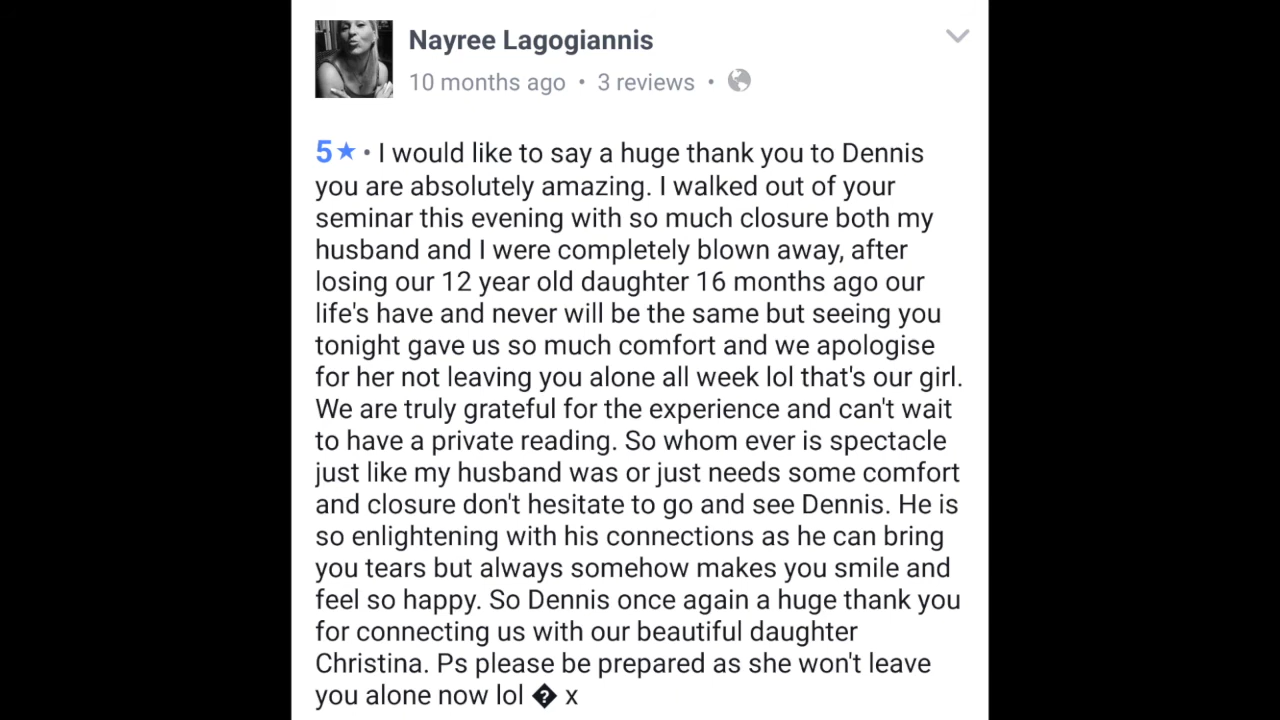 Nayree Lagogiannis
10 months ago • 3 reviews •
5★ • I would like to say a huge thank you to Dennis
you are absolutely amazing. I walked out of your
seminar this evening with so much closure both my
husband and I were completely blown away, after
losing our 12 year old daughter 16 months ago our
life's have and never will be the same but seeing you
tonight gave us so much comfort and we apologise
for her not leaving you alone all week lol that's our girl.
We are truly grateful for the experience and can't wait
to have a private reading. So whom ever is spectacle
just like my husband was or just needs some comfort
and closure don't hesitate to go and see Dennis. He is
so enlightening with his connections as he can bring
you tears but always somehow makes you smile and
feel so happy. So Dennis once again a huge thank you
for connecting us with our beautiful daughter
Christina. Ps please be prepared as she won't leave
you alone now lol � x